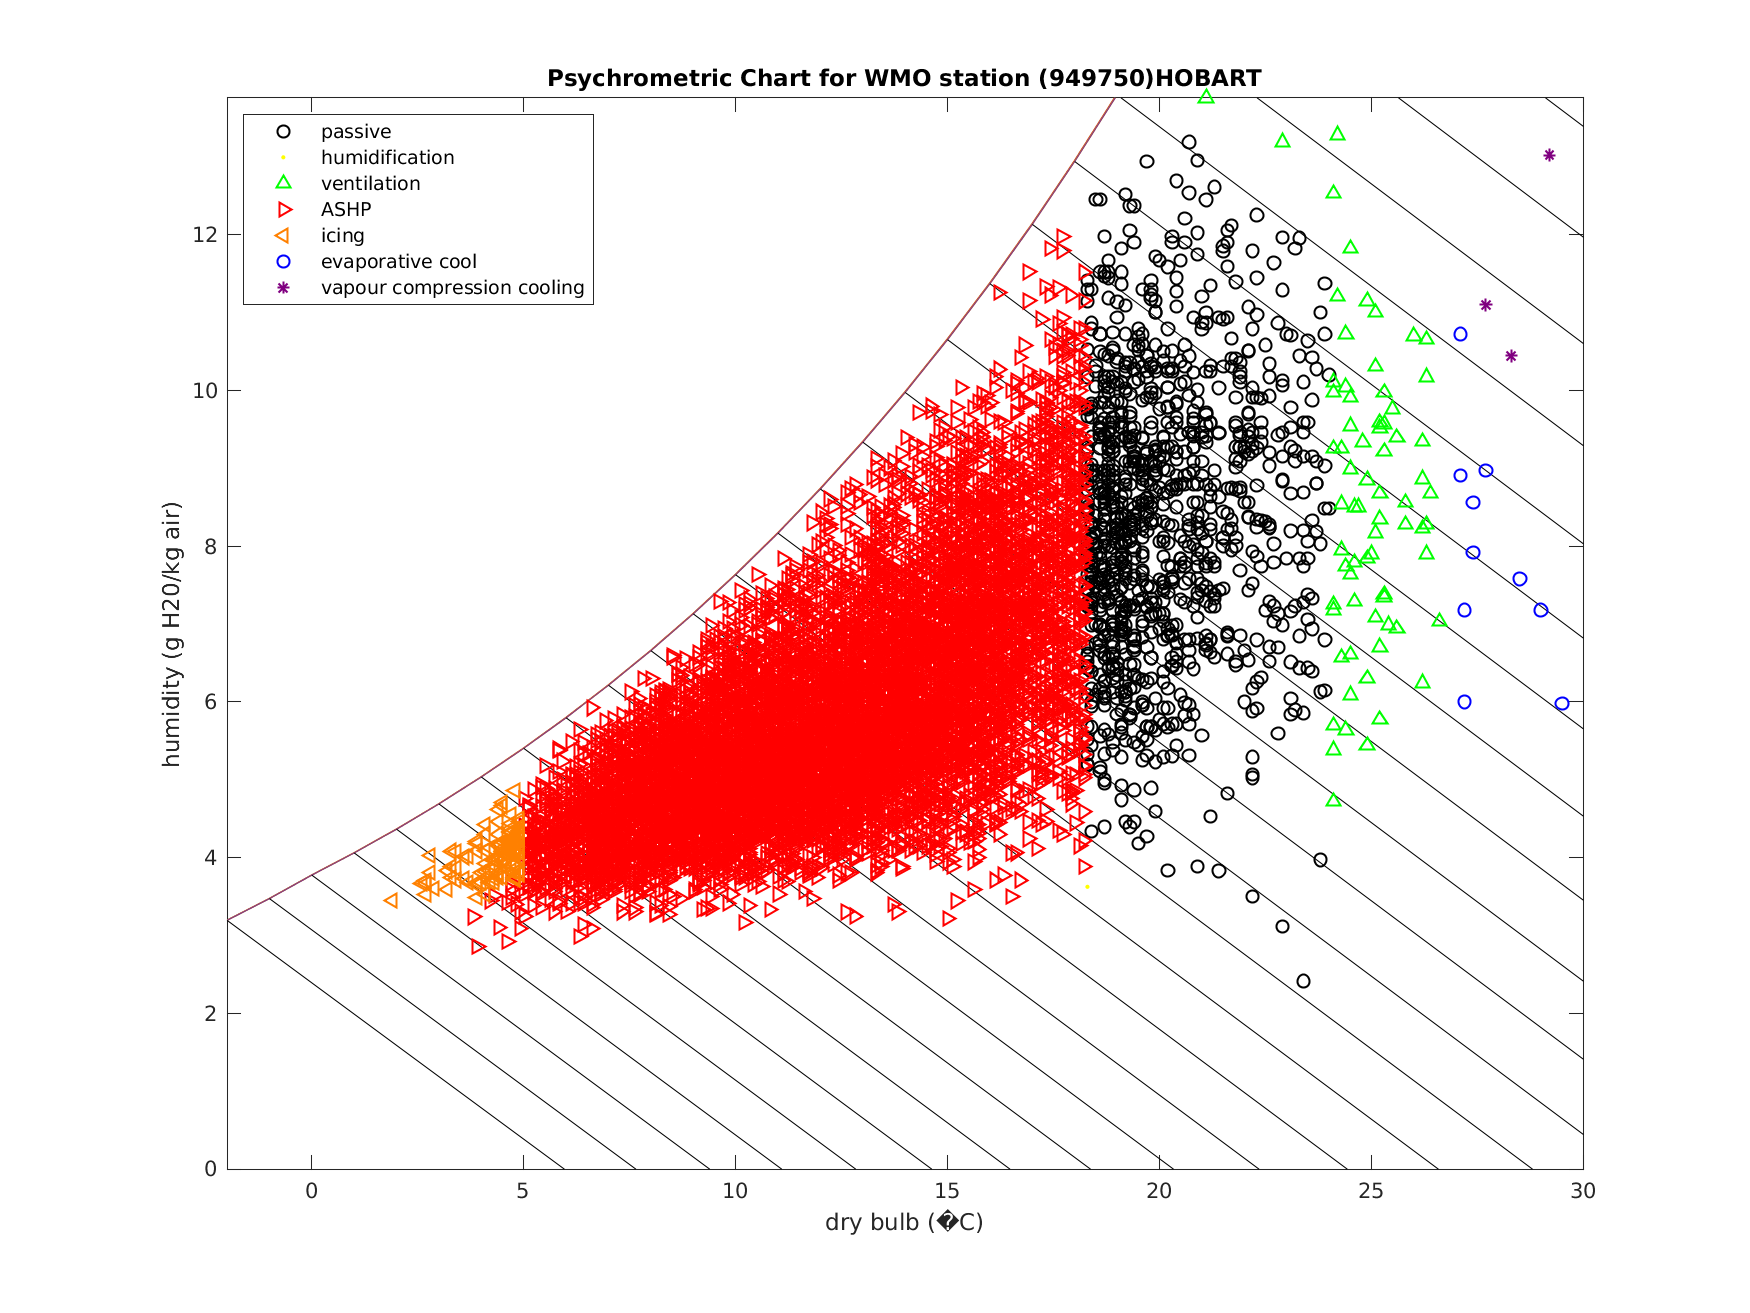 Psychrometric Chart for WMO station (949750)HOBART
passive
humidification
ventilation
ASHP
icing
evaporative cool
vapour compression cooling
humidity (g H20/kg air)
12
10
8
6
4
2
0
0 5 10 15 20 25 30
dry bulb (�C)